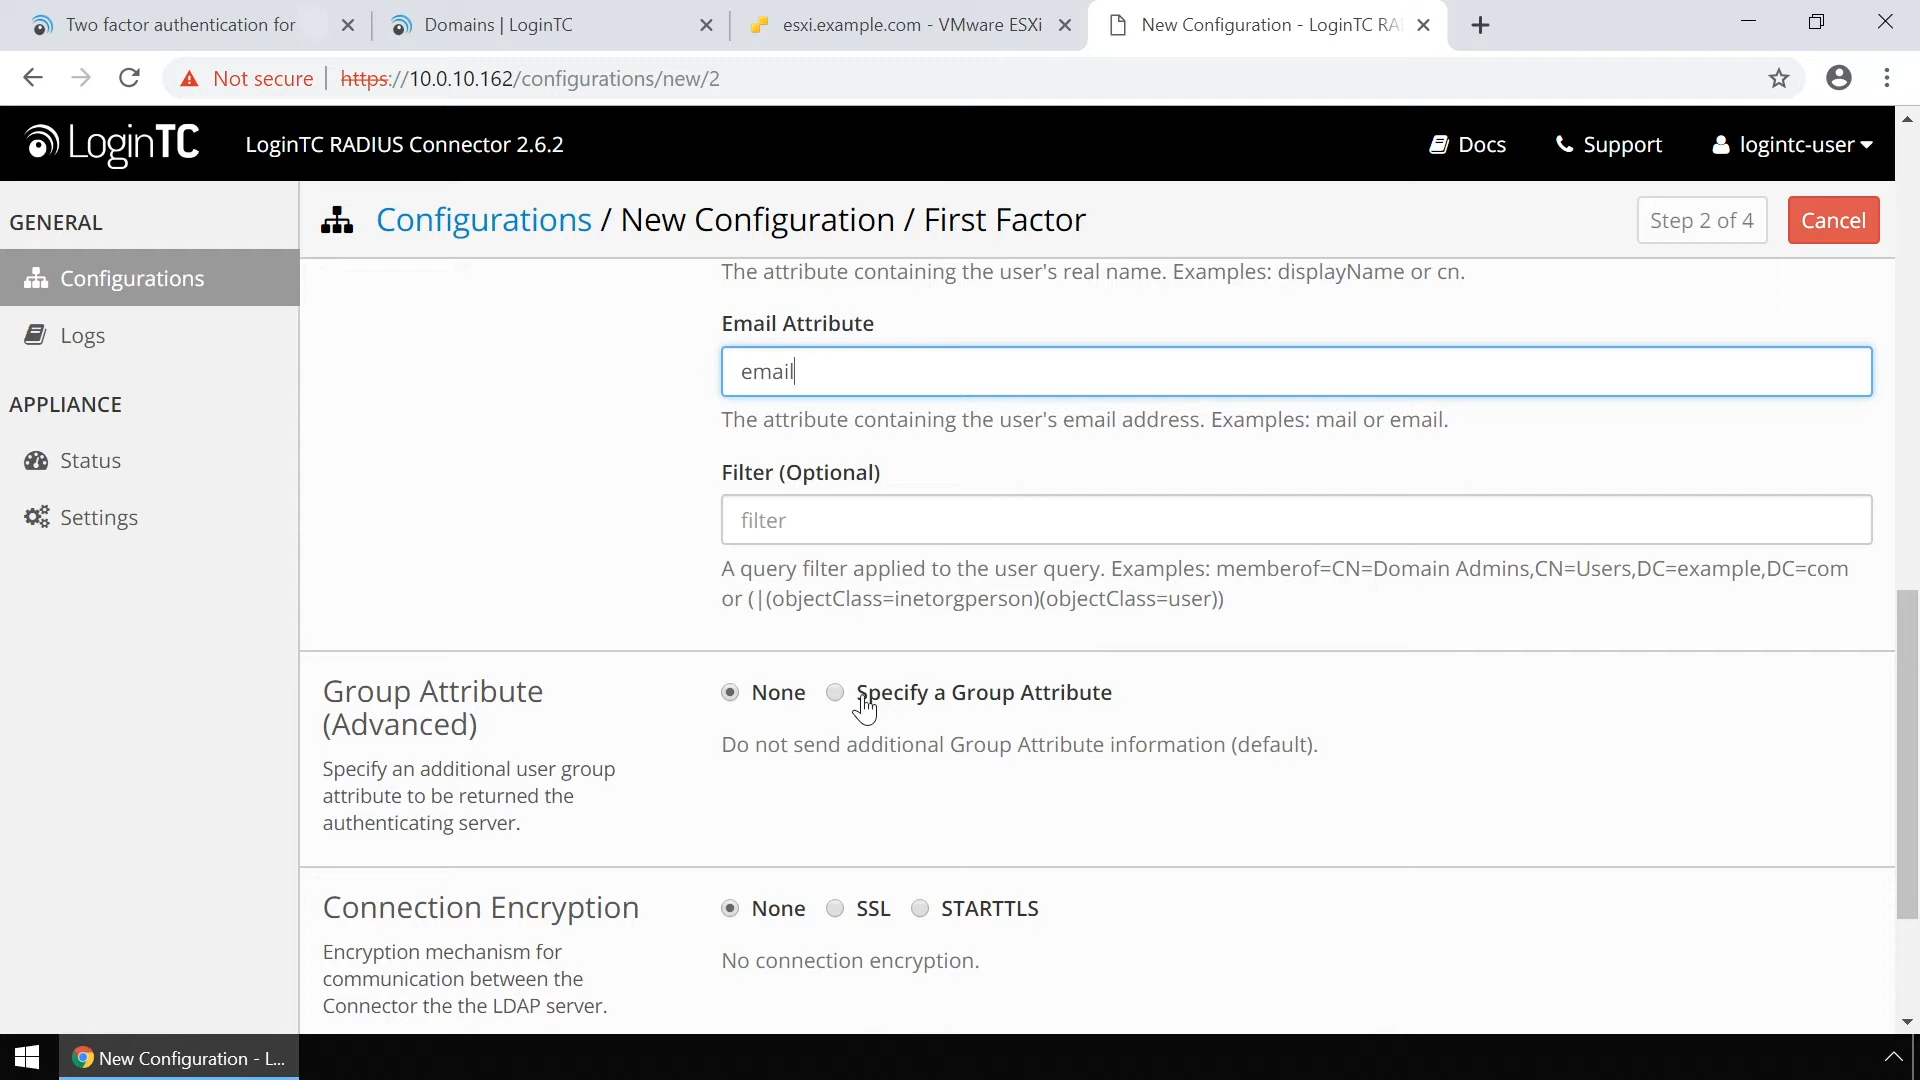 Two factor authentication for
Domains | LoginTC
esxi.example.com - VMware ESXi
New Configuration - LoginTC RA
Not secure
https://10.0.10.162/configurations/new/2
LoginTC
LoginTC RADIUS Connector 2.6.2
Docs
Support
logintc-user
GENERAL
Configurations
Logs
APPLIANCE
Status
Settings
Configurations / New Configuration / First Factor
Step 2 of 4
Cancel
The attribute containing the user's real name. Examples: displayName or cn.
Email Attribute
email
The attribute containing the user's email address. Examples: mail or email.
Filter (Optional)
filter
A query filter applied to the user query. Examples: memberof=CN=Domain Admins,CN=Users,DC=example,DC=com
or (|(objectClass=inetorgperson)(objectClass=user))
Group Attribute
(Advanced)
Specify an additional user group
attribute to be returned the
authenticating server.
None
Specify a Group Attribute
Do not send additional Group Attribute information (default).
Connection Encryption
Encryption mechanism for
communication between the
Connector the the LDAP server.
None
SSL
STARTTLS
No connection encryption.
New Configuration - L...